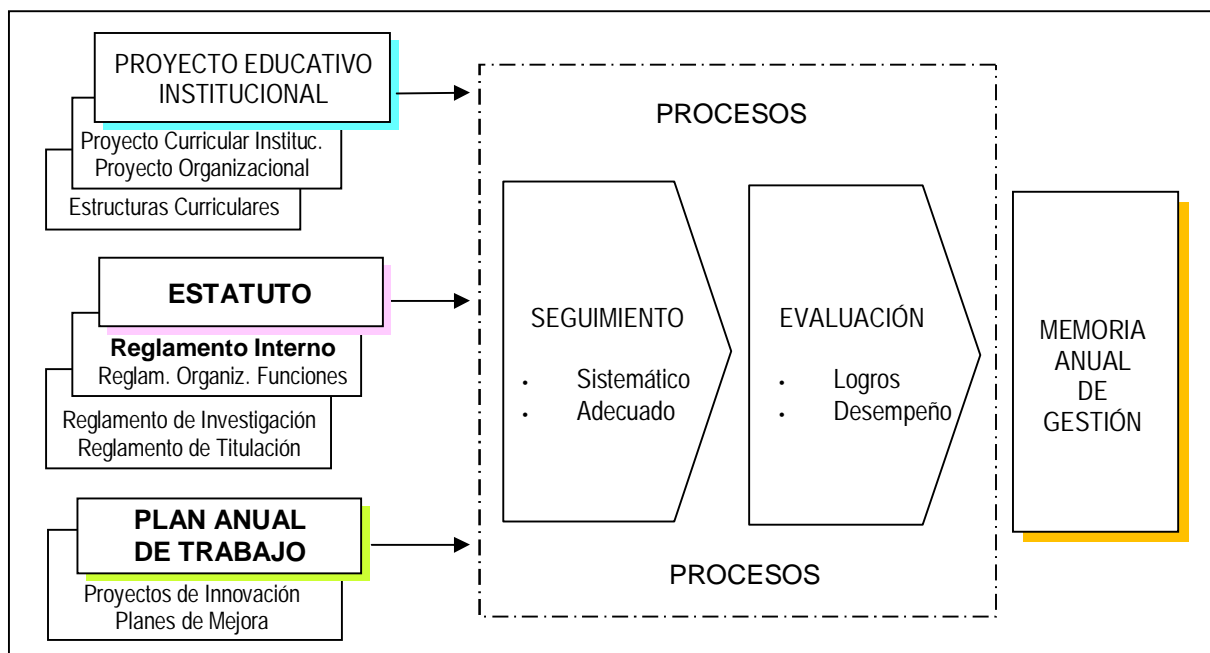 PROYECTO EDUCATIVO
INSTITUCIONAL
Proyecto Curricular Instituc.
Proyecto Organizacional
Estructuras Curriculares
ESTATUTO
Reglamento Interno
Reglam. Organiz. Funciones
Reglamento de Investigación
Reglamento de Titulación
PLAN ANUAL
DE TRABAJO
Proyectos de Innovación
Planes de Mejora
PROCESOS
SEGUIMIENTO
• Sistemático
• Adecuado
EVALUACIÓN
• Logros
• Desempeño
PROCESOS
MEMORIA
ANUAL
DE
GESTIÓN